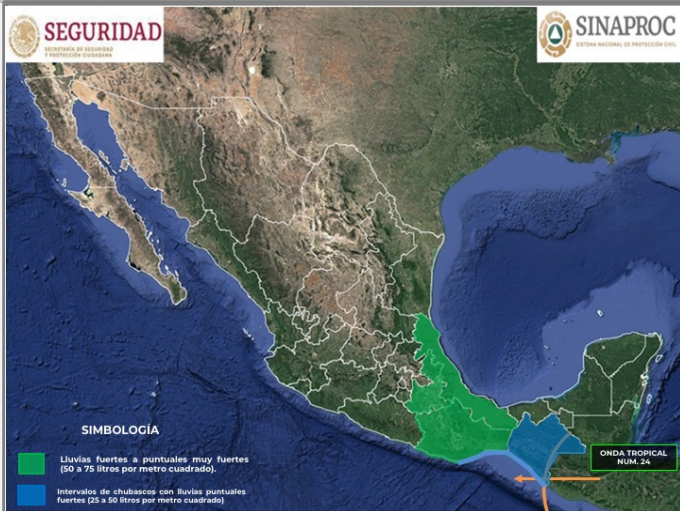 SEGURIDAD
SECRETARÍA DE SEGURIDAD
Y PROTECCIÓN CIUDADANA
SINAPROC
SISTEMA NACIONAL DE PROTECCIÓN CIVIL
SIMBOLOGÍA
Lluvias fuertes a puntuales muy fuertes
(50 a 75 litros por metro cuadrado).
Intervalos de chubascos con lluvias puntuales
fuertes (25 a 50 litros por metro cuadrado)
ONDA TROPICAL
NUM. 24